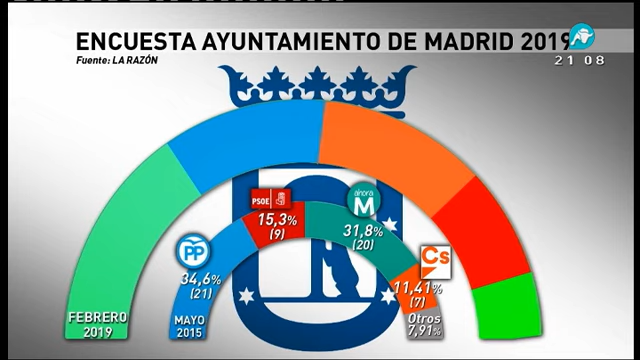 ENCUESTA AYUNTAMIENTO DE MADRID 2019
Fuente: LA RAZÓN
21 08
PSOE
15,3%
(9)
ahora
M
31,8%
(20)
PP
34,6%
(21)
Cs
11,41%
(7)
Otros
7,91%
FEBRERO
2019
MAYO
2015